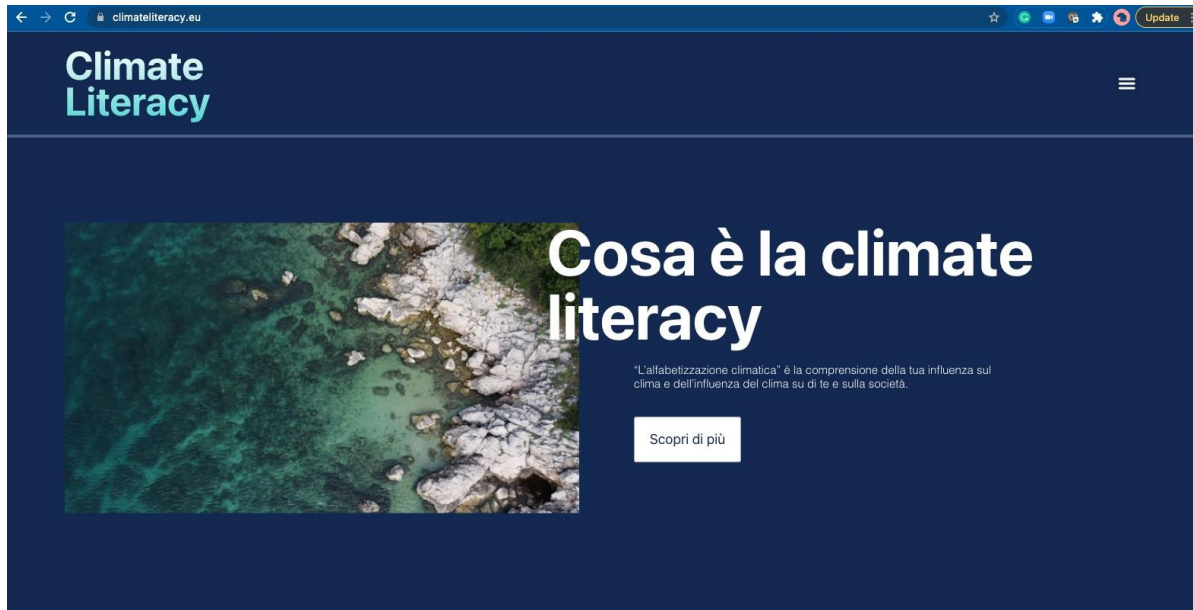 climateliteracy.eu
Update
Climate
Literacy
Cosa è la climate
literacy
“L'alfabetizzazione climatica” è la comprensione della tua influenza sul
clima e dell'influenza del clima su di te e sulla società.
Scopri di più